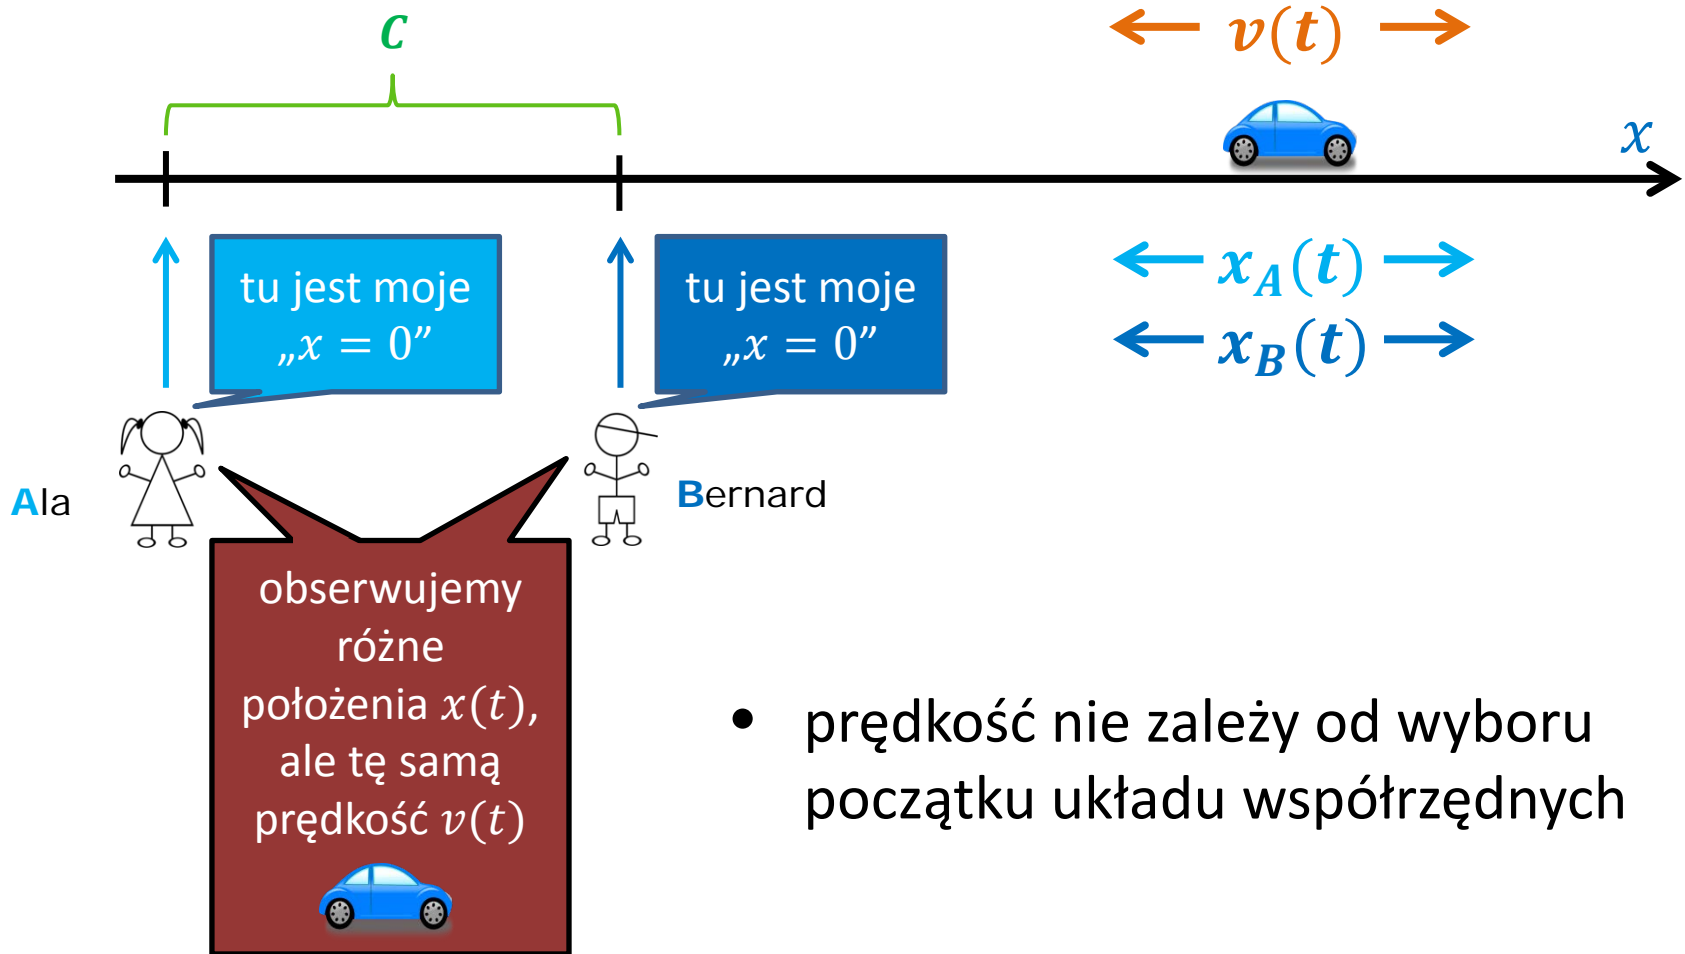 C
v(t)
x
tu jest moje
„x = 0”
tu jest moje
„x = 0”
x_A(t)
x_B(t)
Ala
Bernard
obserwujemy
różne
położenia x(t),
ale tę samą
prędkość v(t)
• prędkość nie zależy od wyboru
początku układu współrzędnych